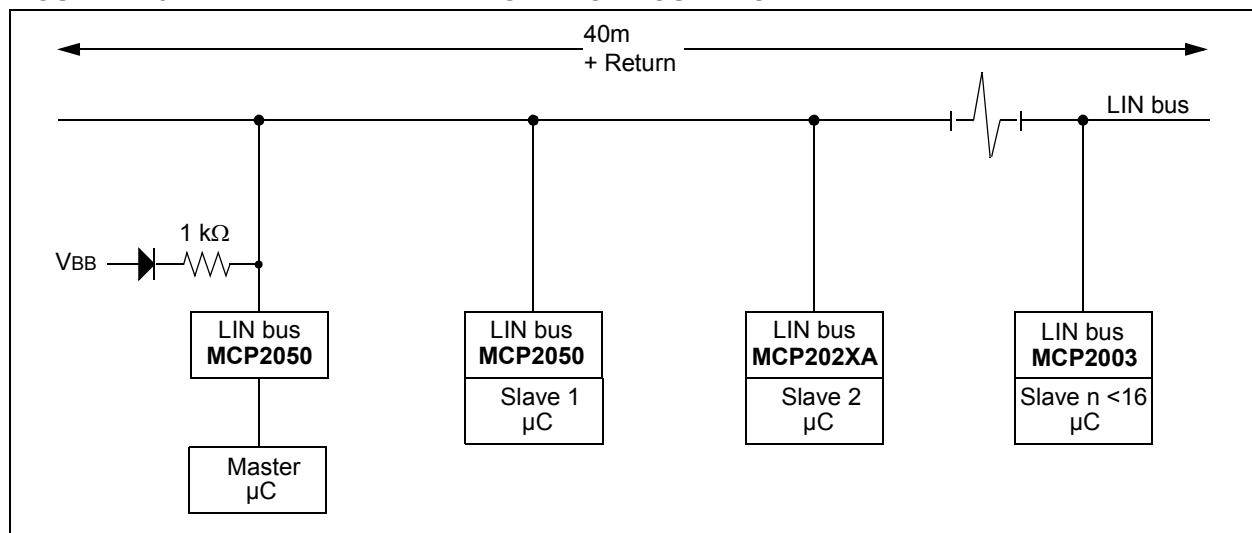 40m
+ Return
LIN bus
1 kΩ
VBB
LIN bus
MCP2050
Master
µC
LIN bus
MCP2050
Slave 1
µC
LIN bus
MCP202XA
Slave 2
µC
LIN bus
MCP2003
Slave n <16
µC